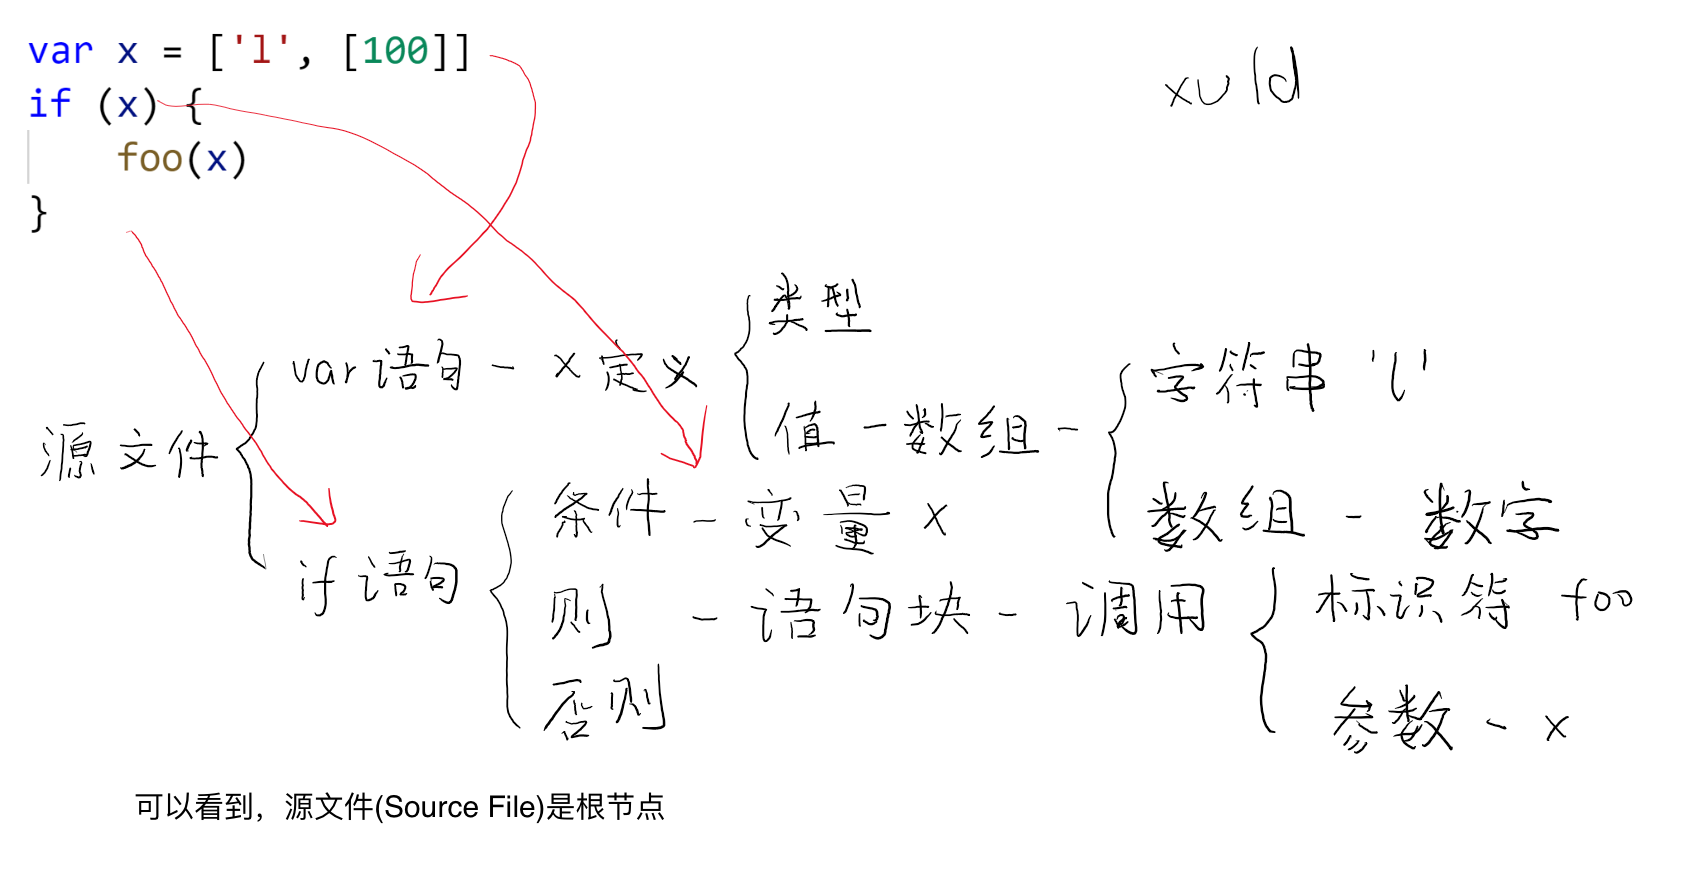 var x = ['l', [100]]
if (x) {
foo(x)
}
xuld
类型
var语句 - x定义
字符串 'l'
值 - 数组 -
源文件
条件 - 变量 x
数组 - 数字
if语句
则 - 语句块 - 调用
标识符 foo
否则
参数 - x
可以看到，源文件(Source File)是根节点